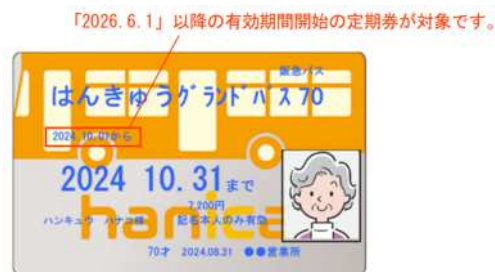 「2026.6.1」以降の有効期間開始の定期券が対象です。
阪急バス
はんきゅうグランドパス70
2024.10.01から
2024 10.31まで
7,200円
ハンキュウ ハナコ様 記名本人のみ有効
hanica
70才 2024.08.31 ●●営業所